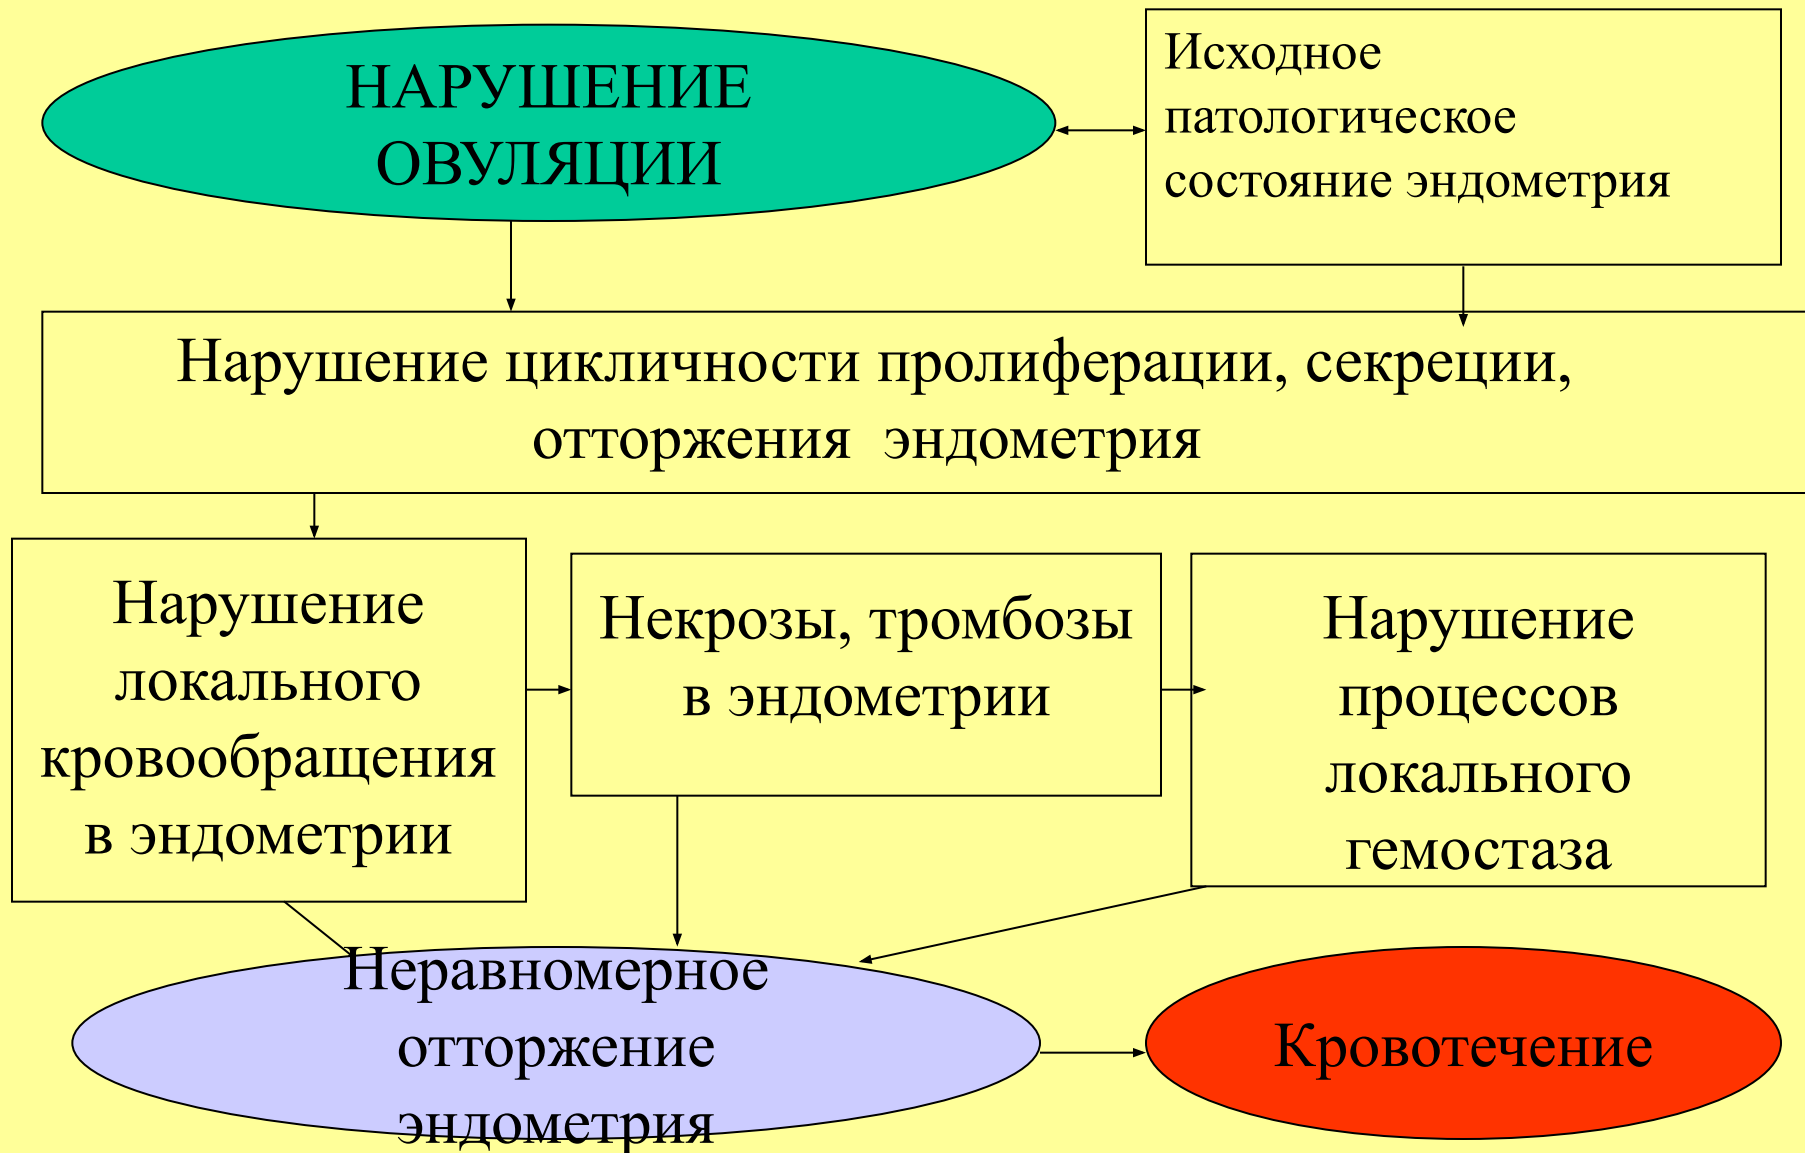 НАРУШЕНИЕ
ОВУЛЯЦИИ
Исходное
патологическое
состояние эндометрия
Нарушение цикличности пролиферации, секреции,
отторжения эндометрия
Нарушение
локального
кровообращения
в эндометрии
Некрозы, тромбозы
в эндометрии
Нарушение
процессов
локального
гемостаза
Неравномерное
отторжение
эндометрия
Кровотечение